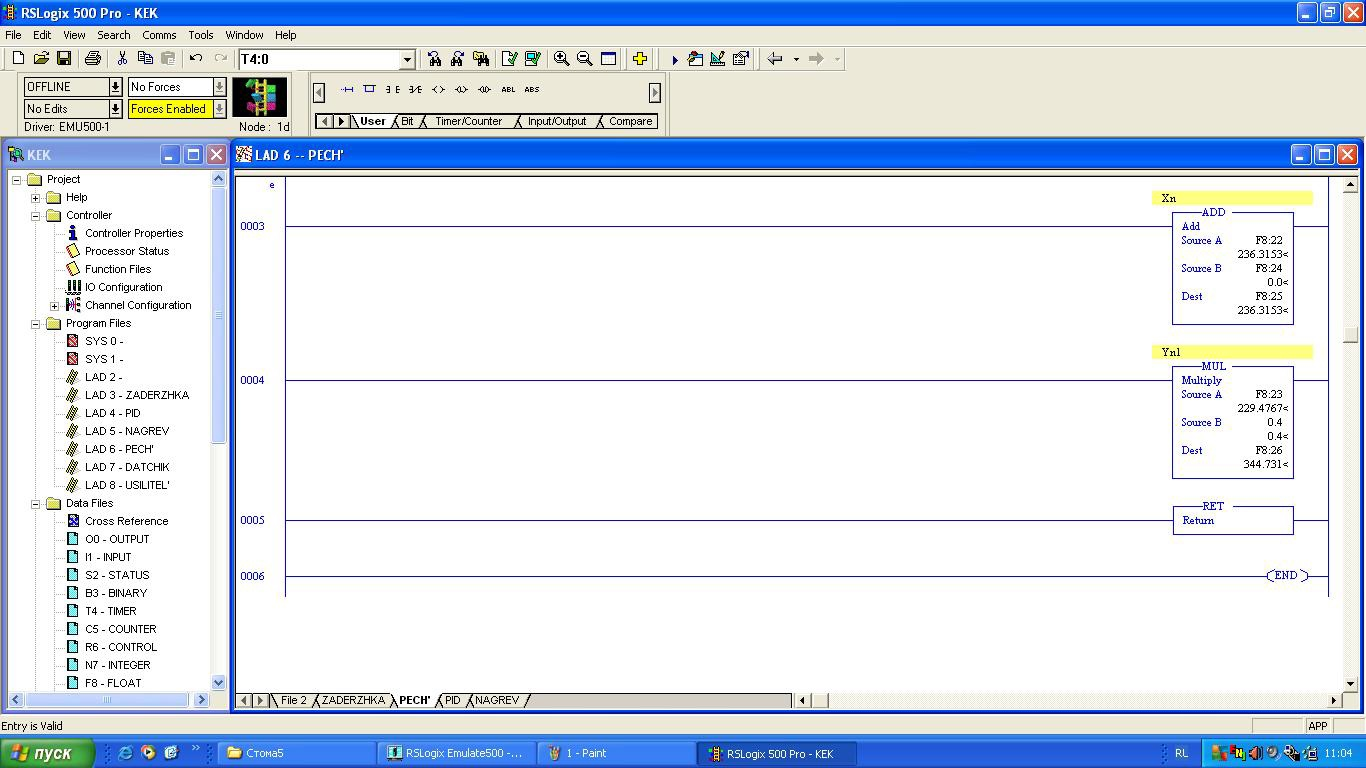 RSLogix 500 Pro - KEK
File Edit View Search Comms Tools Window Help
T4:0
OFFLINE No Forces
No Edits Forces Enabled
Driver: EMU500-1 Node : 1d
ABL ABS
User Bit Timer/Counter Input/Output Compare
KEK
Project
Help
Controller
Controller Properties
Processor Status
Function Files
IO Configuration
Channel Configuration
Program Files
SYS 0 -
SYS 1 -
LAD 2 -
LAD 3 - ZADERZHKA
LAD 4 - PID
LAD 5 - NAGREV
LAD 6 - PECH'
LAD 7 - DATCHIK
LAD 8 - USILITEL'
Data Files
Cross Reference
O0 - OUTPUT
I1 - INPUT
S2 - STATUS
B3 - BINARY
T4 - TIMER
C5 - COUNTER
R6 - CONTROL
N7 - INTEGER
F8 - FLOAT
LAD 6 -- PECH'
e
Xn
ADD
0003 Add
Source A F8:22
236.3153<
Source B F8:24
0.0<
Dest F8:25
236.3153<
Yn1
MUL
0004 Multiply
Source A F8:23
229.4767<
Source B 0.4
0.4<
Dest F8:26
344.731<
RET
0005 Return
0006 END
File 2 ZADERZHKA PECH' PID NAGREV
Entry is Valid APP
пуск Стома5 RSLogix Emulate500 -... 1 - Paint RSLogix 500 Pro - KEK RL 11:04